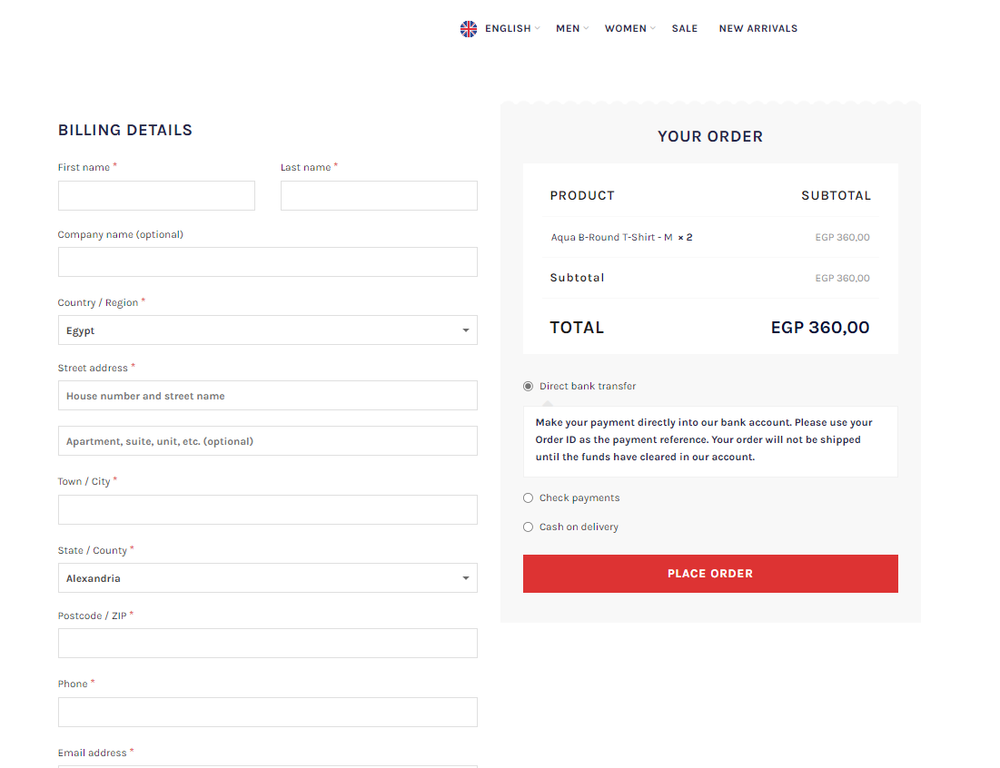 ENGLISH MEN WOMEN SALE NEW ARRIVALS
BILLING DETAILS
First name * Last name *
Company name (optional)
Country / Region *
Egypt
Street address *
House number and street name
Apartment, suite, unit, etc. (optional)
Town / City *
State / County *
Alexandria
Postcode / ZIP *
Phone *
Email address *
YOUR ORDER
PRODUCT SUBTOTAL
Aqua B-Round T-Shirt - M × 2 EGP 360,00
Subtotal EGP 360,00
TOTAL EGP 360,00
Direct bank transfer
Make your payment directly into our bank account. Please use your
Order ID as the payment reference. Your order will not be shipped
until the funds have cleared in our account.
Check payments
Cash on delivery
PLACE ORDER